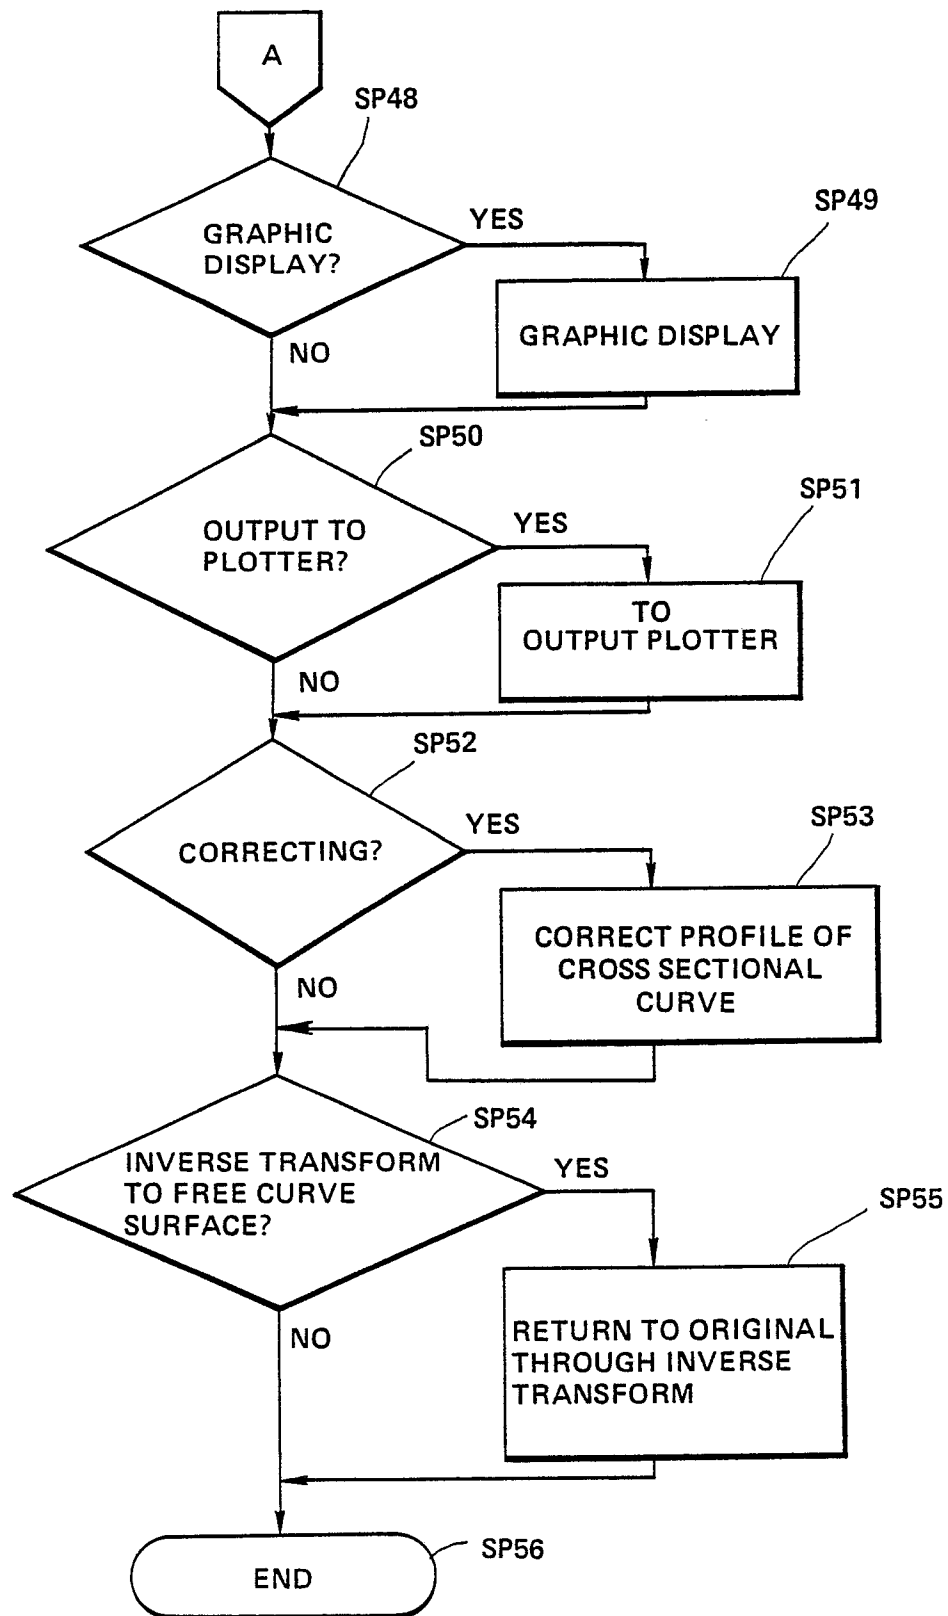 A
SP48
GRAPHIC
DISPLAY?
YES
SP49
GRAPHIC DISPLAY
NO
SP50
OUTPUT TO
PLOTTER?
YES
SP51
TO
OUTPUT PLOTTER
NO
SP52
CORRECTING?
YES
SP53
CORRECT PROFILE OF
CROSS SECTIONAL
CURVE
NO
SP54
INVERSE TRANSFORM
TO FREE CURVE
SURFACE?
YES
SP55
RETURN TO ORIGINAL
THROUGH INVERSE
TRANSFORM
NO
END
SP56